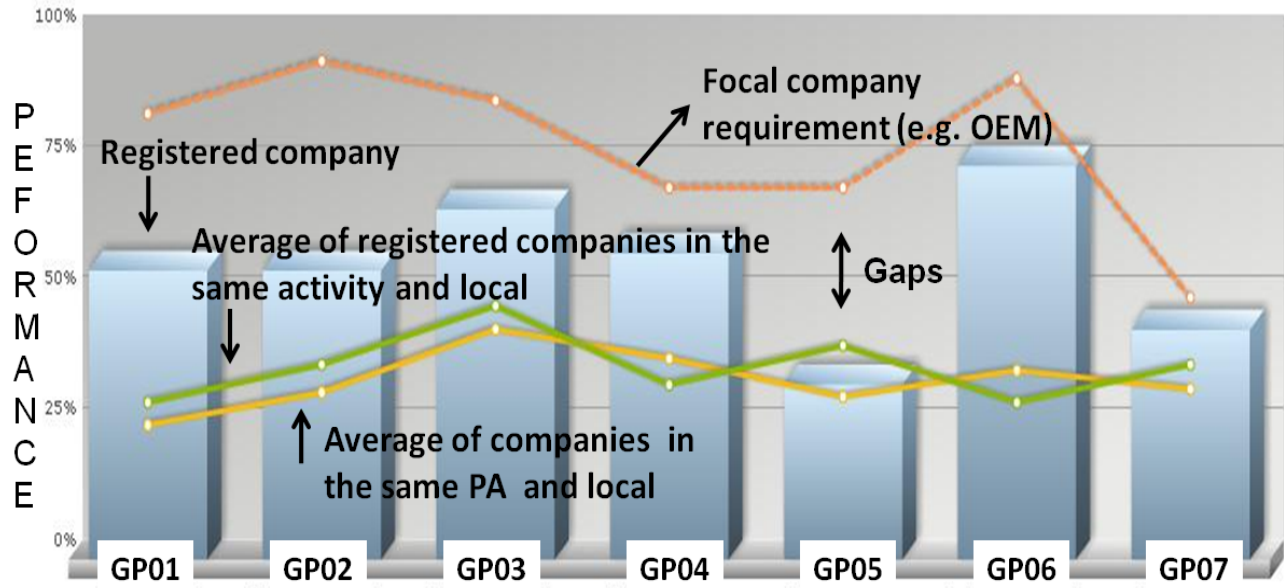 100%
PEFORMANCE
Focal company
requirement (e.g. OEM)
75%
Registered company
Average of registered companies in the
same activity and local
50%
Gaps
25%
Average of companies in
the same PA and local
0%
GP01 GP02 GP03 GP04 GP05 GP06 GP07